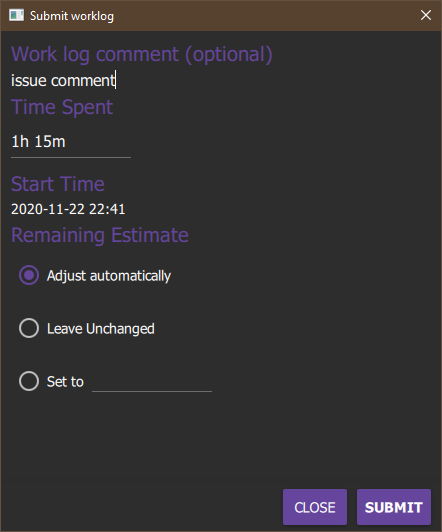 Submit worklog
Work log comment (optional)
issue comment
Time Spent
1h 15m
Start Time
2020-11-22 22:41
Remaining Estimate
Adjust automatically
Leave Unchanged
Set to
CLOSE SUBMIT